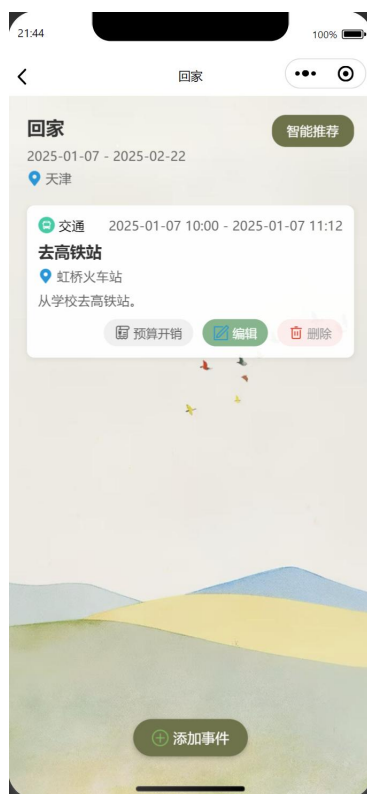 21:44
100%
回家
回家
智能推荐
2025-01-07 - 2025-02-22
天津
交通 2025-01-07 10:00 - 2025-01-07 11:12
去高铁站
虹桥火车站
从学校去高铁站。
预算开销 编辑 删除
添加事件